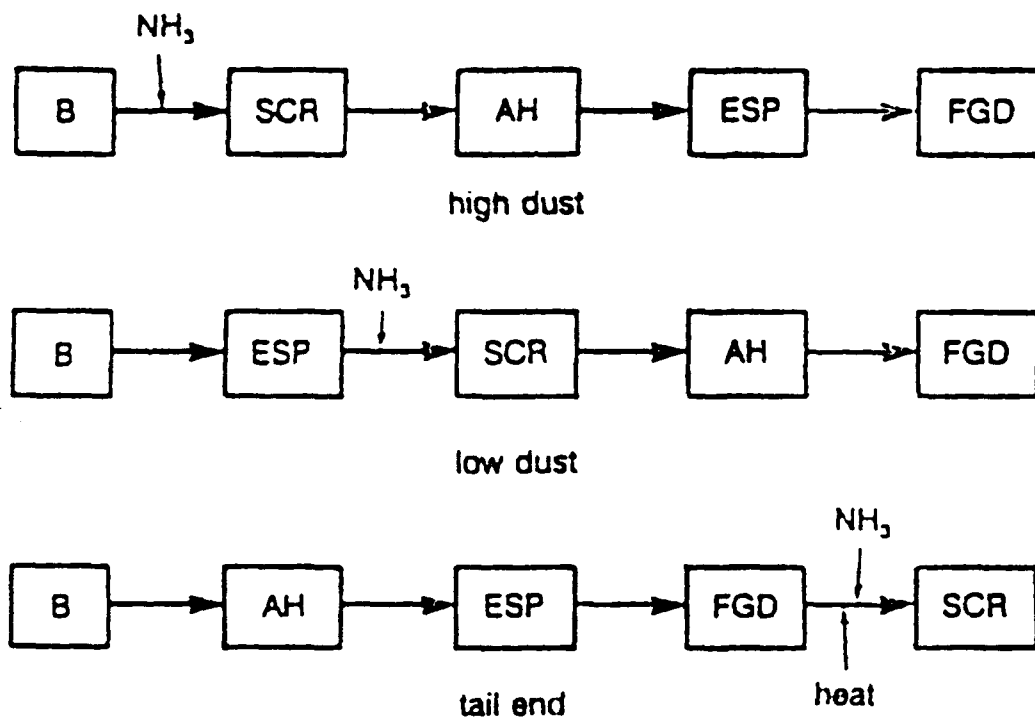 NH₃
B SCR AH ESP FGD
high dust
NH₃
B ESP SCR AH FGD
low dust
NH₃
B AH ESP FGD SCR
heat
tail end